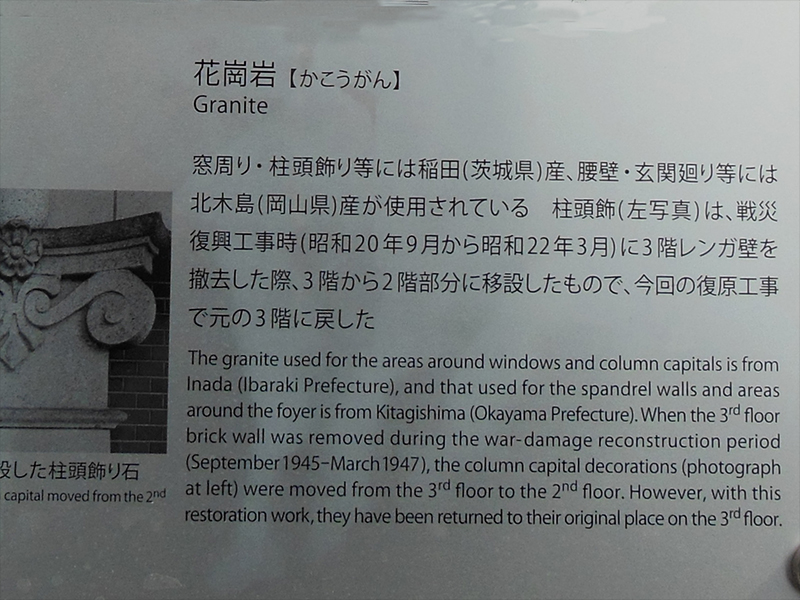 花崗岩【かこうがん】
Granite
窓周り・柱頭飾り等には稲田(茨城県)産、腰壁・玄関廻り等には
北木島(岡山県)産が使用されている　柱頭飾(左写真)は、戦災
復興工事時(昭和20年9月から昭和22年3月)に3階レンガ壁を
撤去した際、3階から2階部分に移設したもので、今回の復原工事
で元の3階に戻した
The granite used for the areas around windows and column capitals is from
Inada (Ibaraki Prefecture), and that used for the spandrel walls and areas
around the foyer is from Kitagishima (Okayama Prefecture). When the 3rd floor
brick wall was removed during the war-damage reconstruction period
(September 1945–March 1947), the column capital decorations (photograph
at left) were moved from the 3rd floor to the 2nd floor. However, with this
restoration work, they have been returned to their original place on the 3rd floor.
設した柱頭飾り石
capital moved from the 2nd